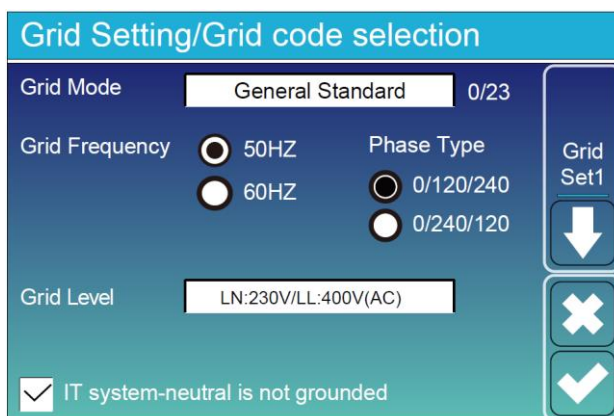 Grid Setting/Grid code selection
Grid Mode General Standard 0/23
Grid Frequency 50HZ Phase Type
60HZ 0/120/240
0/240/120
Grid Set1
Grid Level LN:230V/LL:400V(AC)
IT system-neutral is not grounded